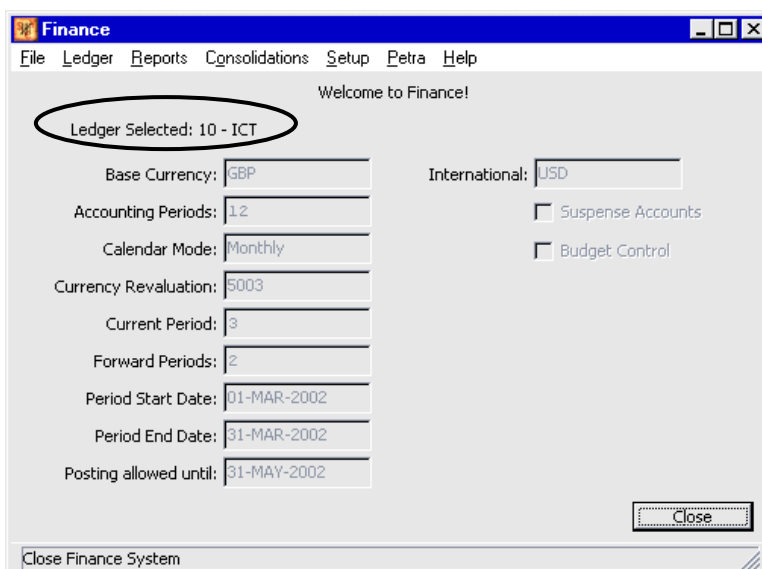 Finance
File Ledger Reports Consolidations Setup Petra Help
Welcome to Finance!
Ledger Selected: 10 - ICT
Base Currency: GBP International: USD
Accounting Periods: 12 Suspense Accounts
Calendar Mode: Monthly Budget Control
Currency Revaluation: 5003
Current Period: 3
Forward Periods: 2
Period Start Date: 01-MAR-2002
Period End Date: 31-MAR-2002
Posting allowed until: 31-MAY-2002
Close
Close Finance System